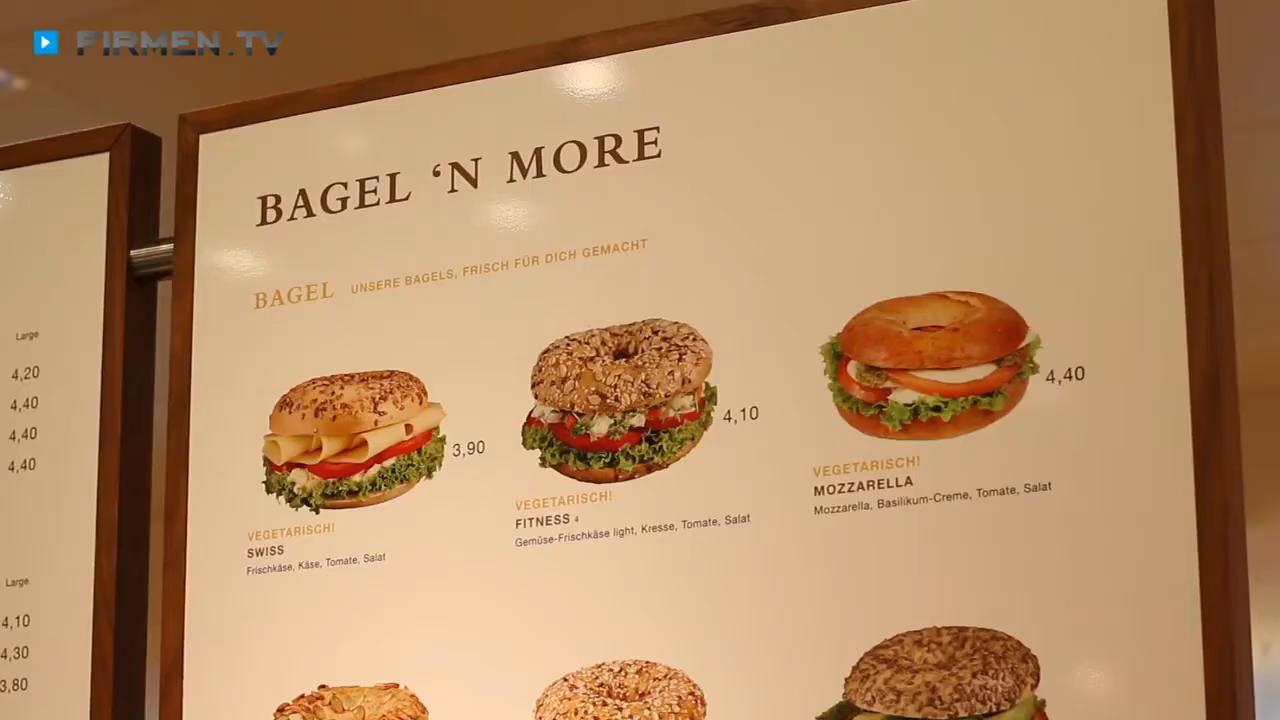 FIRMEN.TV
BAGEL ‘N MORE
BAGEL UNSERE BAGELS, FRISCH FÜR DICH GEMACHT
3,90
VEGETARISCH!
SWISS
Frischkäse, Käse, Tomate, Salat
4,10
VEGETARISCH!
FITNESS 4
Gemüse-Frischkäse light, Kresse, Tomate, Salat
4,40
VEGETARISCH!
MOZZARELLA
Mozzarella, Basilikum-Creme, Tomate, Salat
Large
4,20
4,40
4,40
4,40
Large
4,10
4,30
3,80